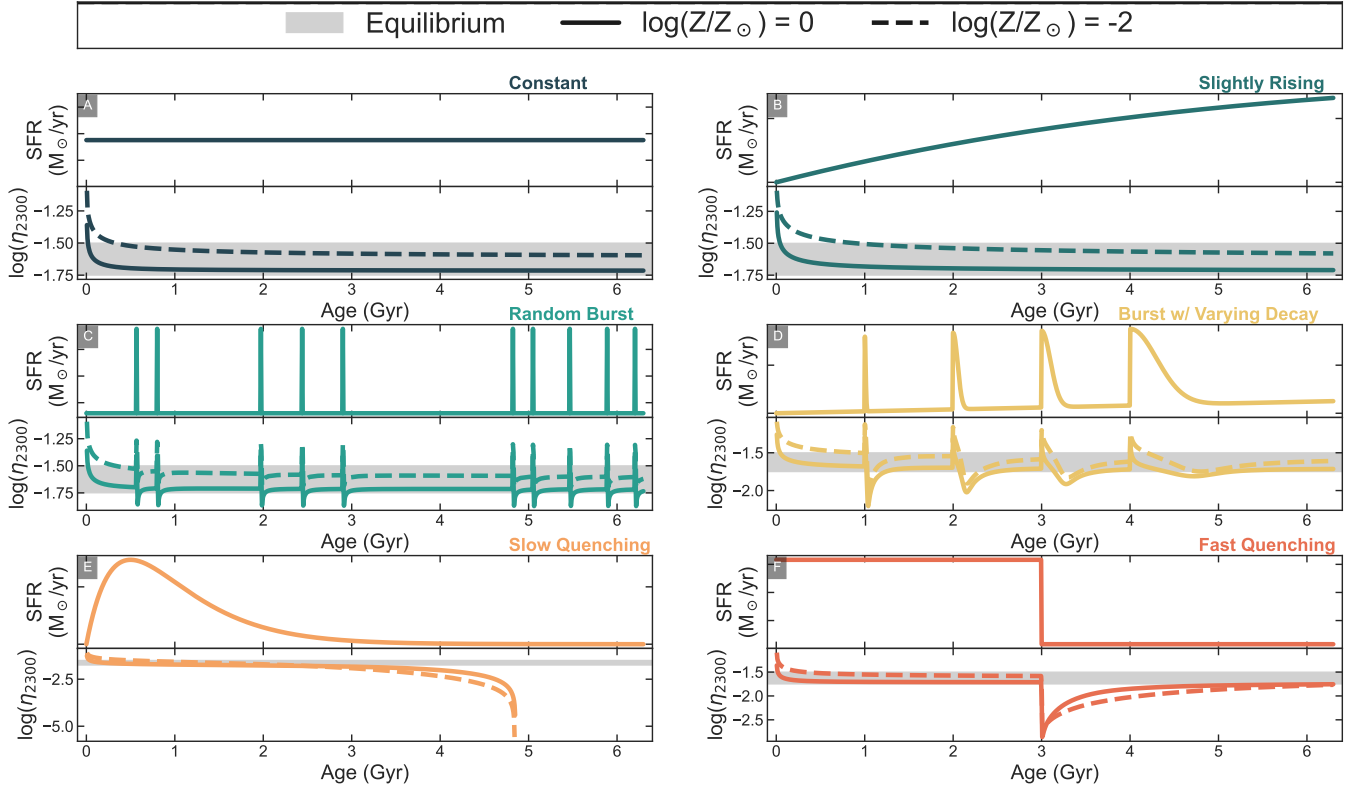 Equilibrium log(Z/Z☉) = 0 log(Z/Z☉) = -2
Constant
A
SFR
(M☉/yr)
log(η2300)
−1.25
−1.50
−1.75
0 1 2 3 4 5 6
Age (Gyr)
Slightly Rising
B
SFR
(M☉/yr)
log(η2300)
−1.25
−1.50
−1.75
0 1 2 3 4 5 6
Age (Gyr)
Random Burst
C
SFR
(M☉/yr)
log(η2300)
−1.25
−1.50
−1.75
0 1 2 3 4 5 6
Age (Gyr)
Burst w/ Varying Decay
D
SFR
(M☉/yr)
log(η2300)
−1.5
−2.0
0 1 2 3 4 5 6
Age (Gyr)
Slow Quenching
E
SFR
(M☉/yr)
log(η2300)
−2.5
−5.0
0 1 2 3 4 5 6
Age (Gyr)
Fast Quenching
F
SFR
(M☉/yr)
log(η2300)
−1.5
−2.0
−2.5
0 1 2 3 4 5 6
Age (Gyr)